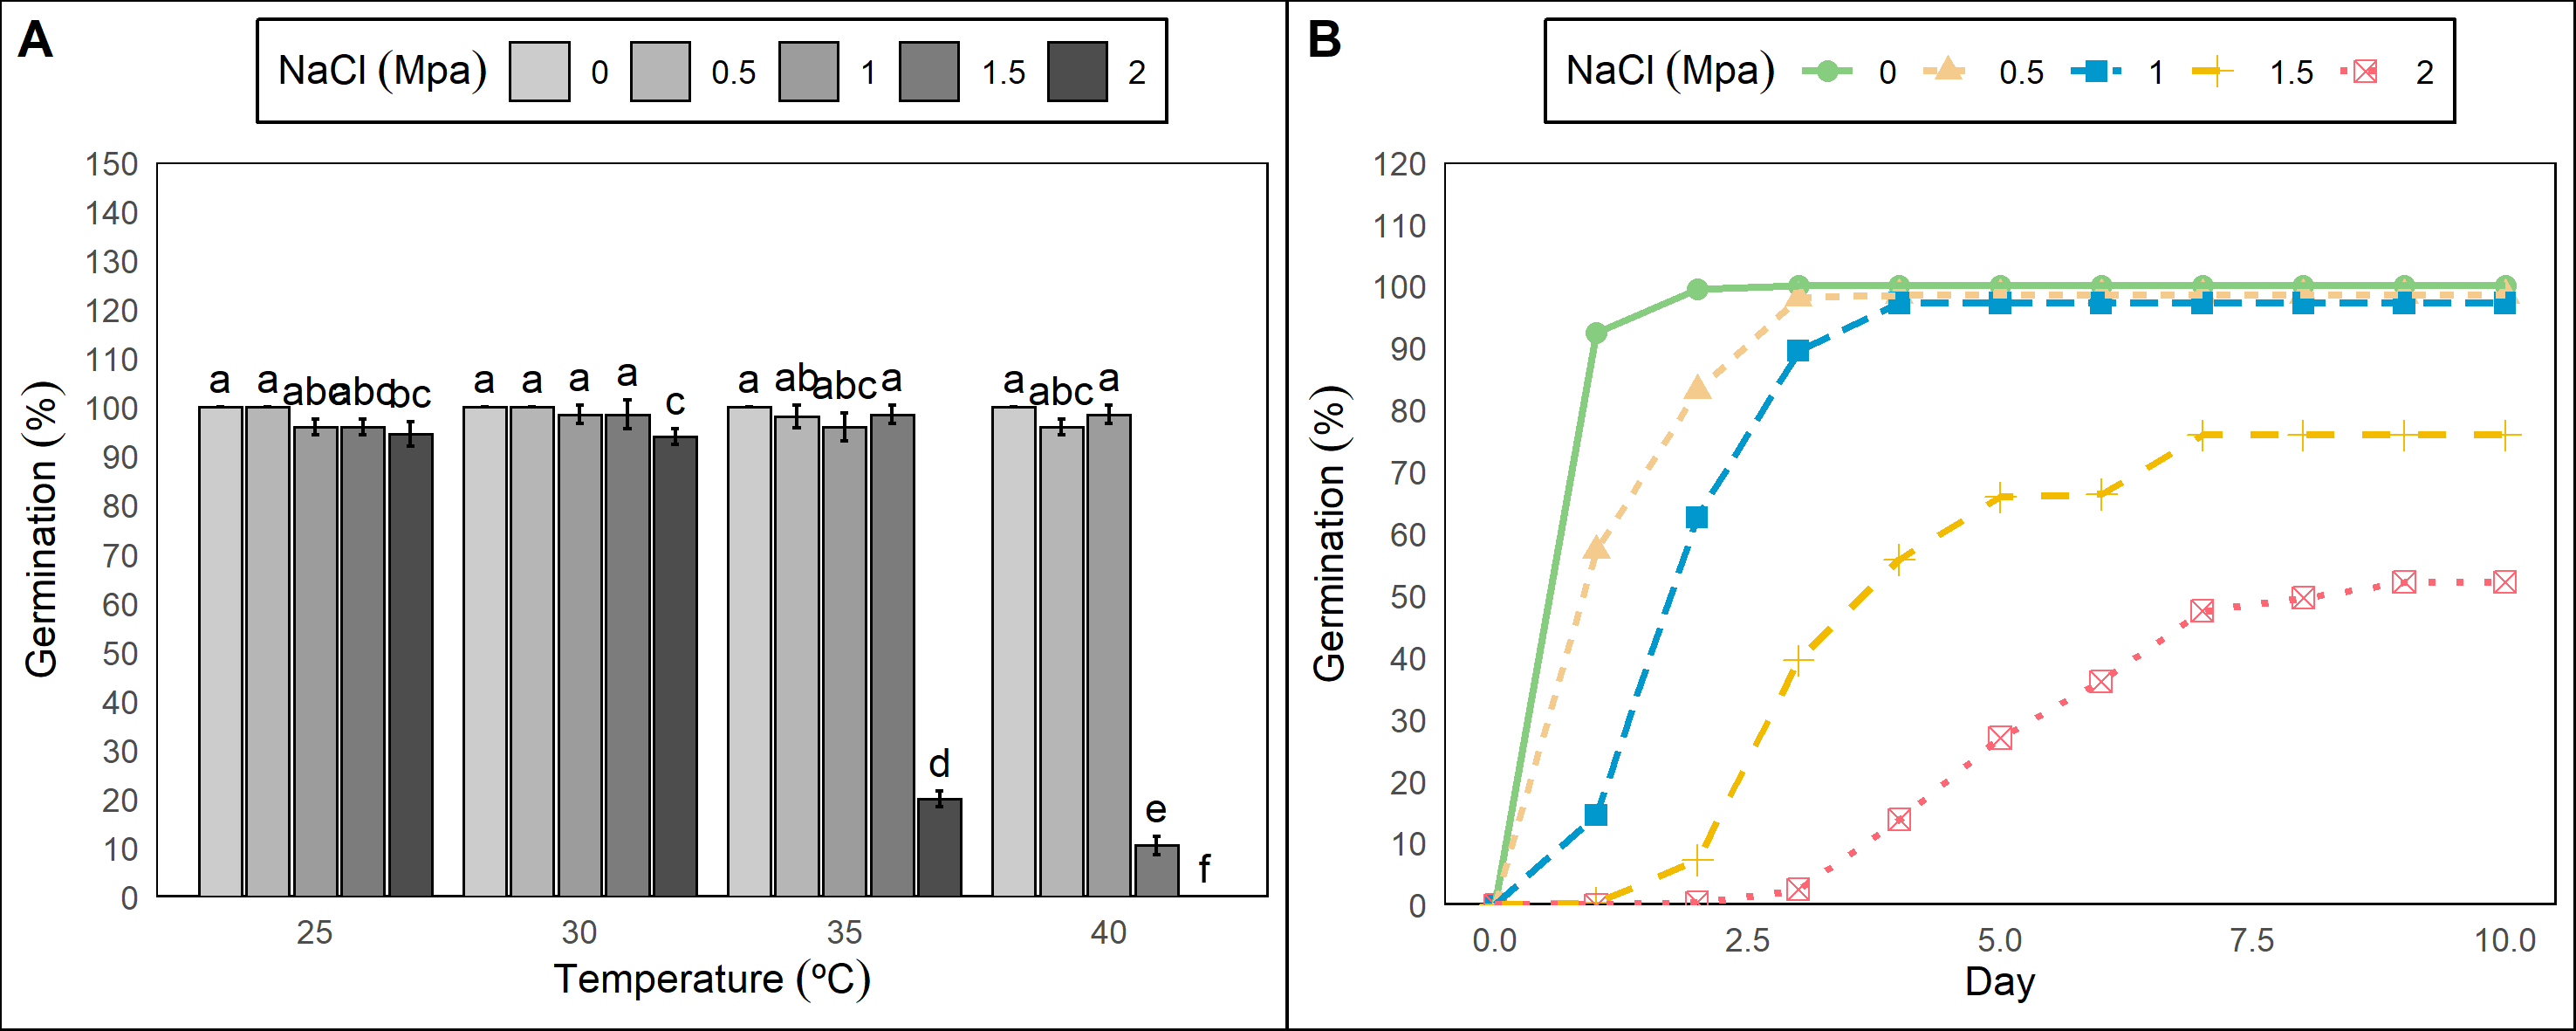 A
NaCl (Mpa) 0 0.5 1 1.5 2
150
140
130
120
110
100
90
80
70
60
50
40
30
20
10
0
Germination (%)
a a abc abc bc
a a a a c
a ab abc a d
a abc a e f
25 30 35 40
Temperature (ºC)
B
NaCl (Mpa) 0 0.5 1 1.5 2
120
110
100
90
80
70
60
50
40
30
20
10
0
Germination (%)
0.0 2.5 5.0 7.5 10.0
Day